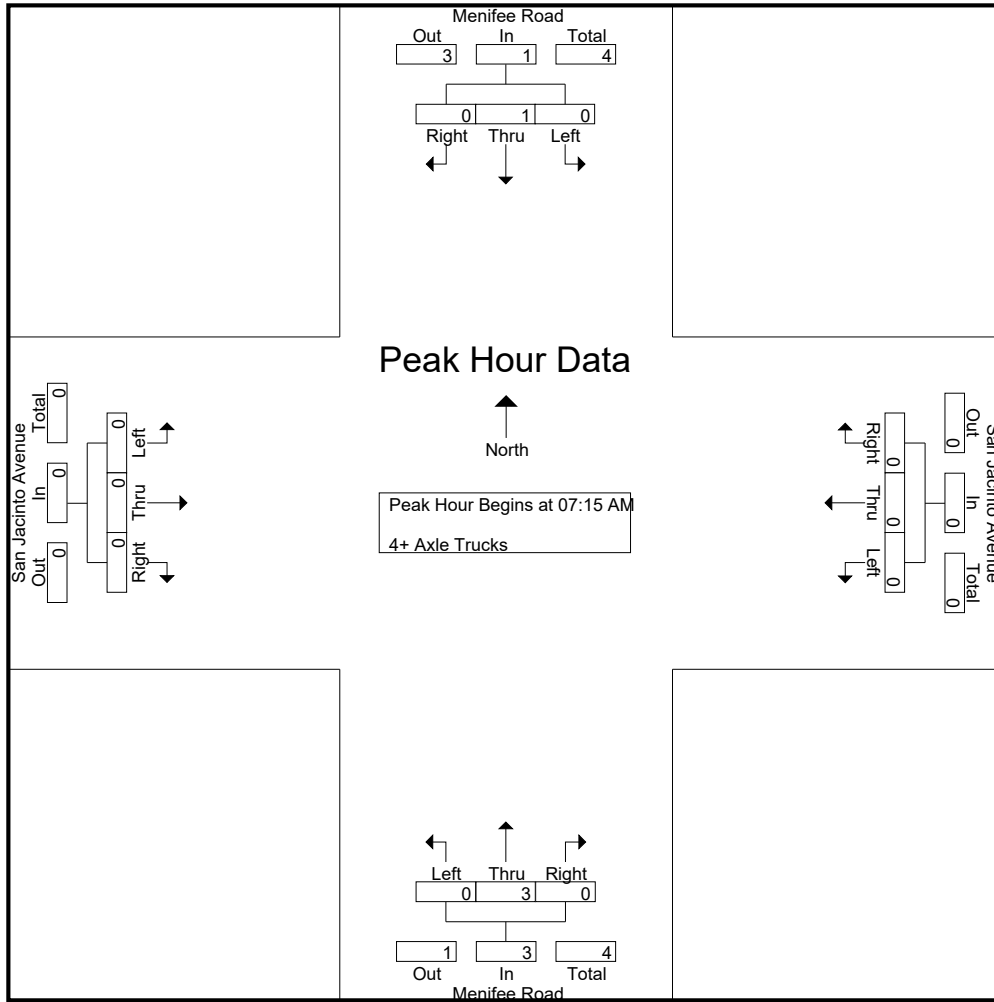 Menifee Road
Out In Total
3 1 4
0 1 0
Right Thru Left
Peak Hour Data
North
Peak Hour Begins at 07:15 AM
4+ Axle Trucks
San Jacinto Avenue
Out In Total
0 0 0
0 0 0
Right Thru Left
San Jacinto Avenue
Out In Total
0 0 0
0 0 0
Left Thru Right
Left Thru Right
0 3 0
1 3 4
Out In Total
Menifee Road